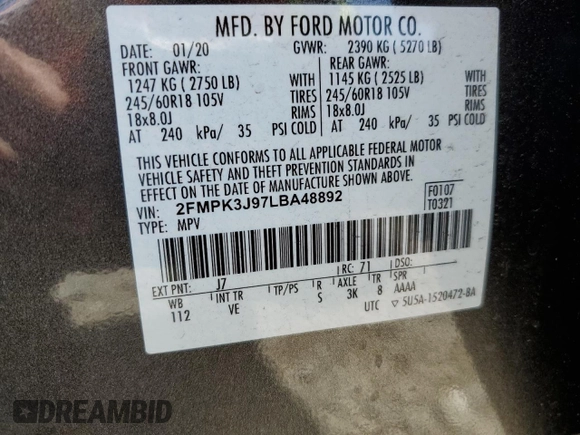 MFD. BY FORD MOTOR CO.
DATE: 01/20 GVWR: 2390 KG ( 5270 LB)
FRONT GAWR: REAR GAWR:
1247 KG ( 2750 LB) WITH 1145 KG ( 2525 LB) WITH
245/60R18 105V TIRES 245/60R18 105V TIRES
18x8.0J RIMS 18x8.0J RIMS
AT 240 kPa/ 35 PSI COLD AT 240 kPa/ 35 PSI COLD
THIS VEHICLE CONFORMS TO ALL APPLICABLE FEDERAL MOTOR
VEHICLE SAFETY AND THEFT PREVENTION STANDARDS IN
EFFECT ON THE DATE OF MANUFACTURE SHOWN ABOVE.
VIN: 2FMPK3J97LBA48892 F0107
TYPE: MPV T0321
EXT PNT: J7 RC: 71 DSO:
WB INT TR TP/PS R AXLE TR SPR
112 VE S 3K 8 AAAA
UTC ▽ 5U5A-1520472-BA
DREAMBID